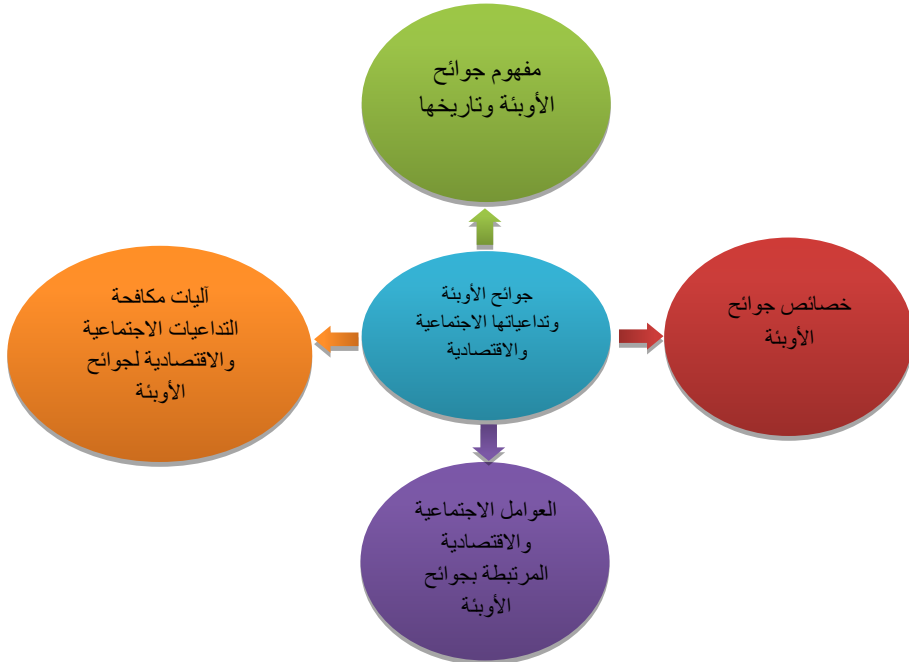 مفهوم جوائح
الأوبئة وتاريخها
خصائص جوائح
الأوبئة
جوائح الأوبئة
وتداعياتها الاجتماعية
والاقتصادية
آليات مكافحة
التداعيات الاجتماعية
والاقتصادية لجوائح
الأوبئة
العوامل الاجتماعية
والاقتصادية
المرتبطة بجوائح
الأوبئة